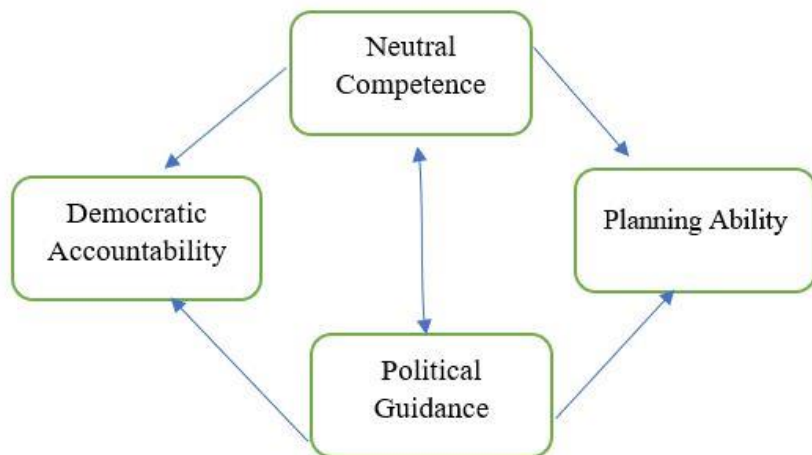 Neutral
Competence
Democratic
Accountability
Planning Ability
Political
Guidance